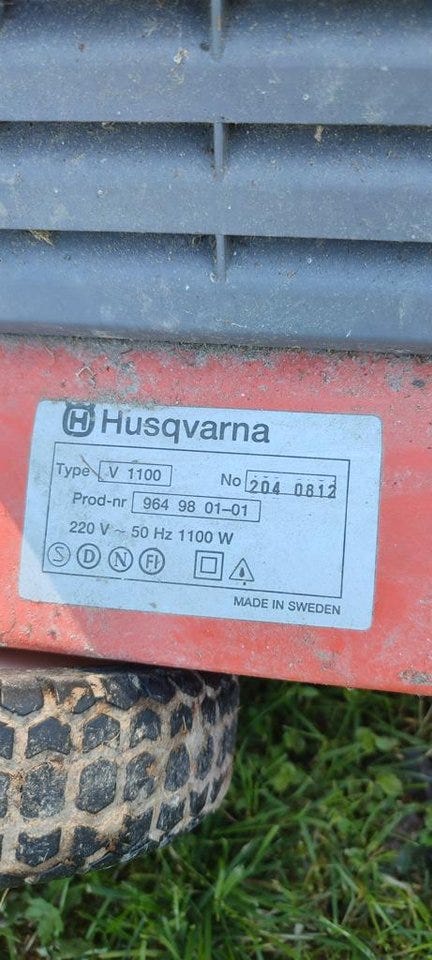 Husqvarna
Type V 1100 No 204 0812
Prod-nr 964 98 01-01
220 V ~ 50 Hz 1100 W
S D N FI
MADE IN SWEDEN